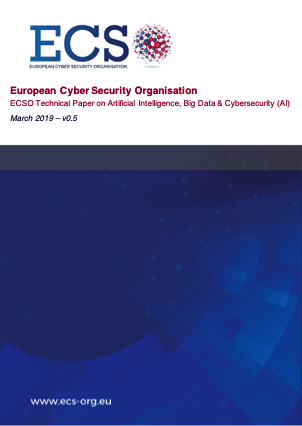 ECS
EUROPEAN CYBER SECURITY ORGANISATION
European Cyber Security Organisation
ECSO Technical Paper on Artificial Intelligence, Big Data & Cybersecurity (AI)
March 2019 – v0.5
www.ecs-org.eu